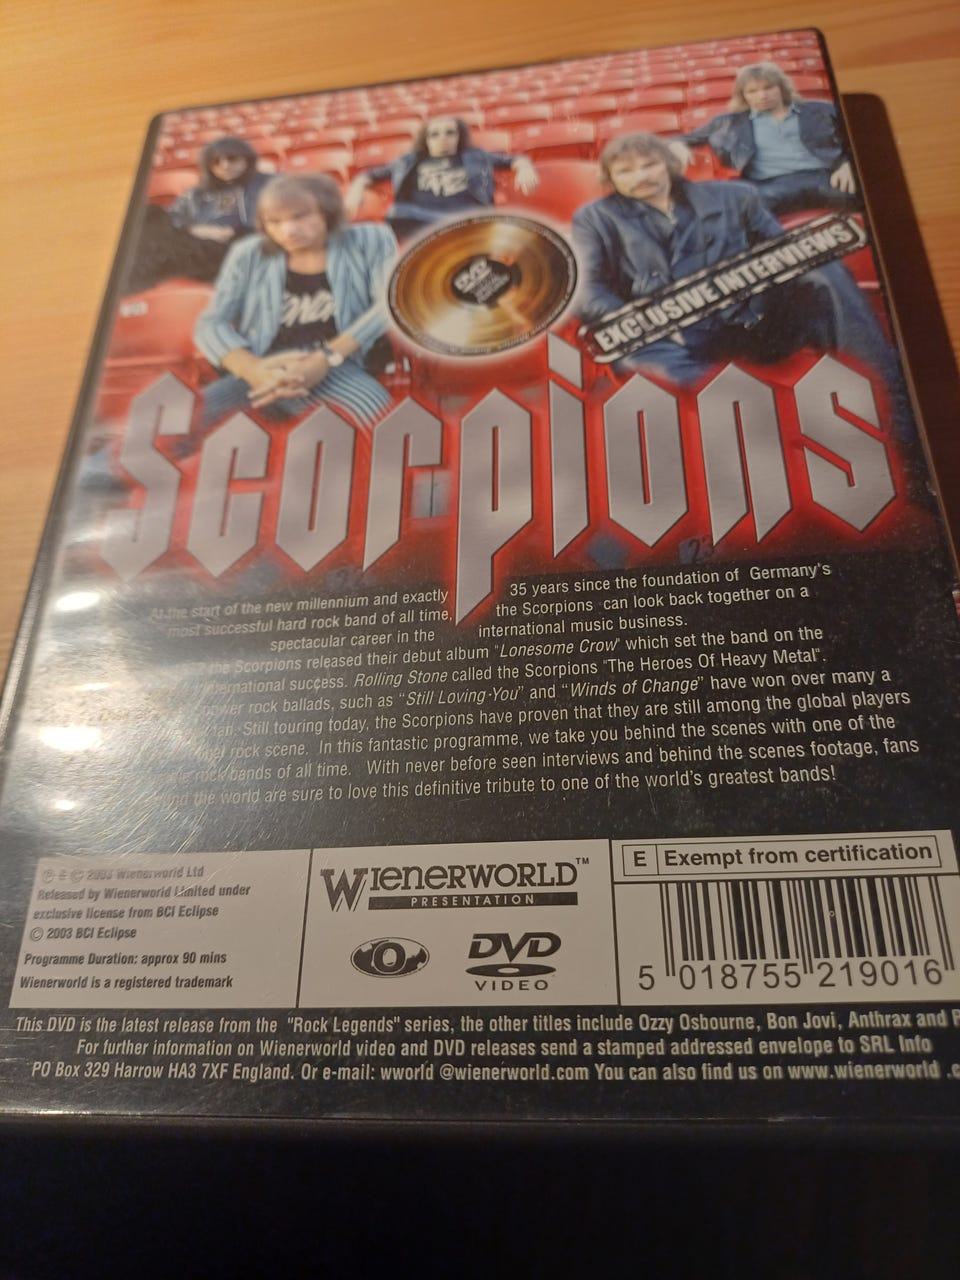 DVD
EXCLUSIVE INTERVIEWS
Scorpions
At the start of the new millennium and exactly 35 years since the foundation of Germany's
most successful hard rock band of all time, the Scorpions can look back together on a
spectacular career in the international music business.
the Scorpions released their debut album "Lonesome Crow" which set the band on the
international success. Rolling Stone called the Scorpions "The Heroes Of Heavy Metal".
power rock ballads, such as "Still Loving-You" and "Winds of Change" have won over many a
fan. Still touring today, the Scorpions have proven that they are still among the global players
rock scene. In this fantastic programme, we take you behind the scenes with one of the
rock bands of all time. With never before seen interviews and behind the scenes footage, fans
around the world are sure to love this definitive tribute to one of the world's greatest bands!
℗ & © 2003 Wienerworld Ltd
Released by Wienerworld Limited under
exclusive license from BCI Eclipse
© 2003 BCI Eclipse
Programme Duration: approx 90 mins
Wienerworld is a registered trademark
WIENERWORLD™
PRESENTATION
0
DVD
VIDEO
E Exempt from certification
5 018755 219016
This DVD is the latest release from the "Rock Legends" series, the other titles include Ozzy Osbourne, Bon Jovi, Anthrax and P
For further information on Wienerworld video and DVD releases send a stamped addressed envelope to SRL Info
PO Box 329 Harrow HA3 7XF England. Or e-mail: wworld @wienerworld.com You can also find us on www.wienerworld .c